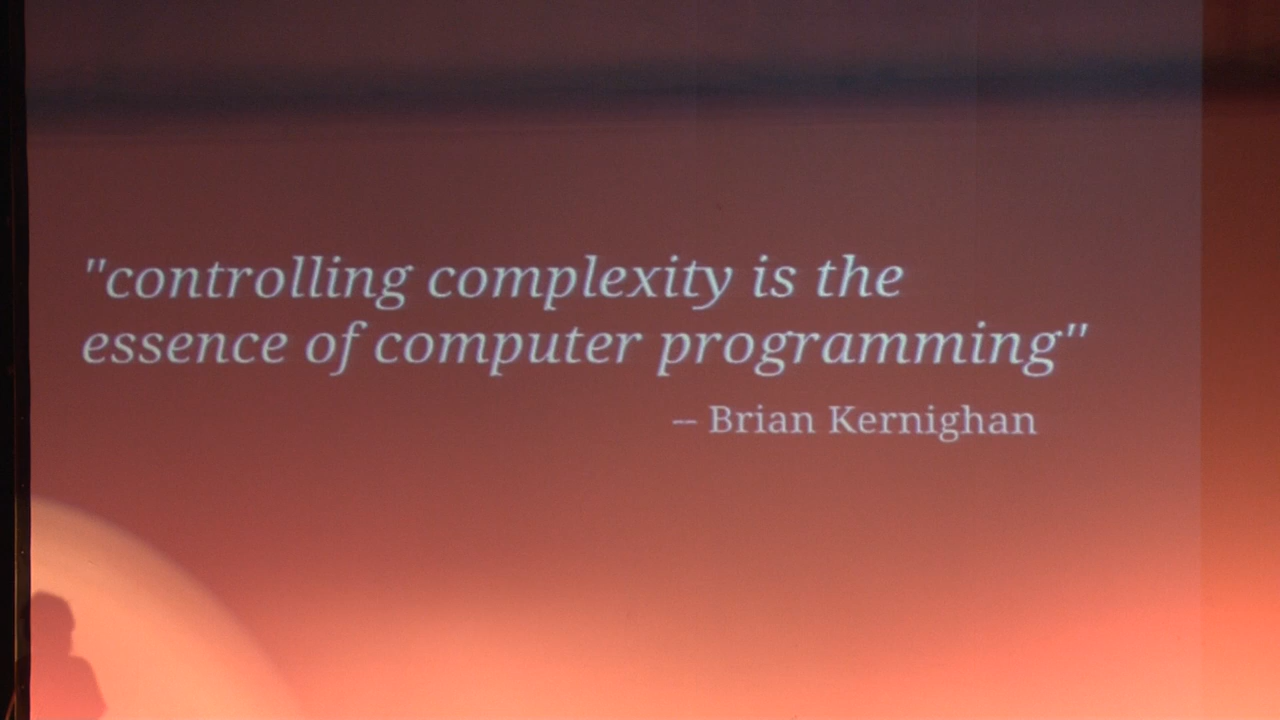 "controlling complexity is the
essence of computer programming"
-- Brian Kernighan